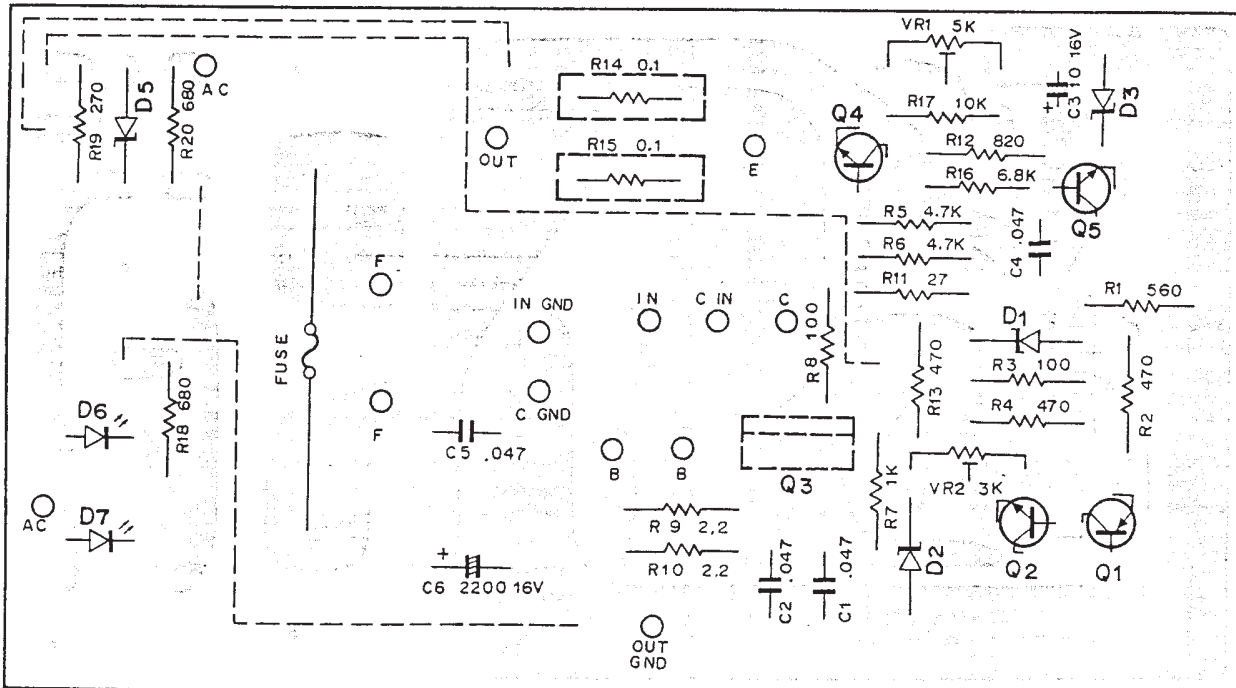 VR1 5K
C3 10 16V
+
D3
R14 0.1
R17 10K
Q4
R19 270
D5
R20 680
AC
OUT
R15 0.1
E
R12 820
R16 6.8K
Q5
R5 4.7K
R6 4.7K
C4 .047
R11 27
F
IN GND
IN
C IN
C
R1 560
R8 100
D1
FUSE
R13 470
R3 100
R2 470
C GND
R4 470
D6
R18 680
F
C5 .047
B
B
Q3
R7 1K
VR2 3K
AC
D7
R9 2,2
R10 2.2
D2
Q2
Q1
+
C6 2200 16V
C2 .047
C1 .047
OUT
GND